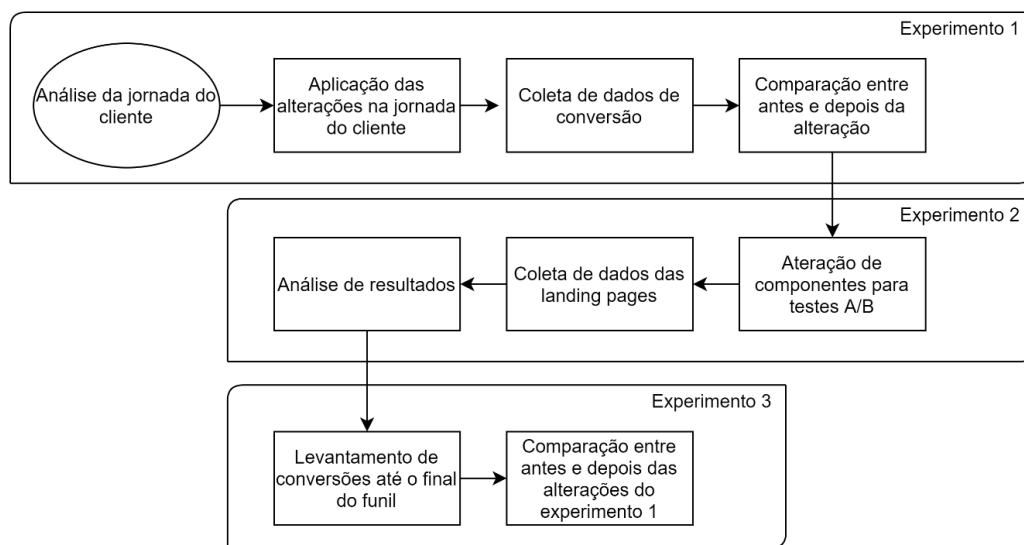 Experimento 1
Análise da jornada do
cliente
Aplicação das
alterações na jornada
do cliente
Coleta de dados de
conversão
Comparação entre
antes e depois da
alteração
Experimento 2
Ateração de
componentes para
testes A/B
Coleta de dados das
landing pages
Análise de resultados
Experimento 3
Levantamento de
conversões até o final
do funil
Comparação entre
antes e depois das
alterações do
experimento 1